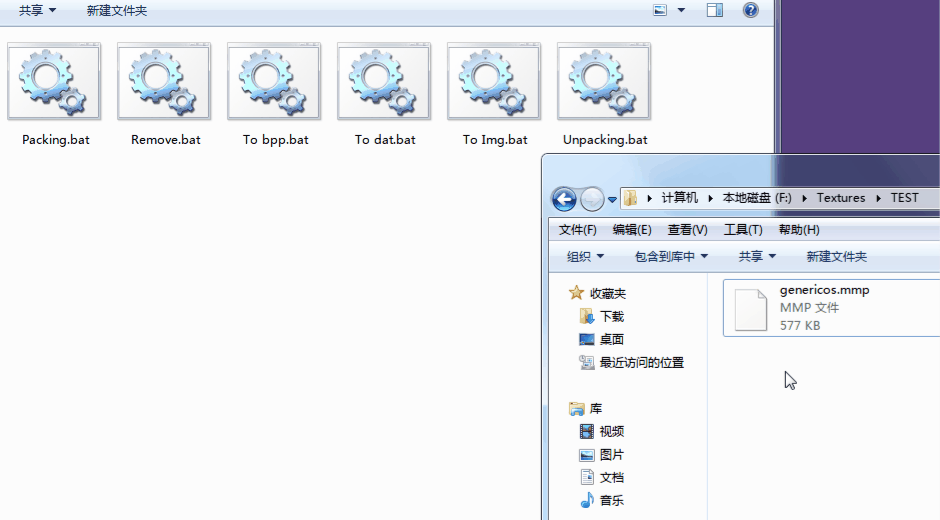 共享 新建文件夹
Packing.bat Remove.bat To bpp.bat To dat.bat To Img.bat Unpacking.bat
计算机 本地磁盘 (F:) Textures TEST
文件(F) 编辑(E) 查看(V) 工具(T) 帮助(H)
组织 包含到库中 共享 新建文件夹
收藏夹
下载
桌面
最近访问的位置
库
视频
图片
文档
音乐
genericos.mmp
MMP 文件
577 KB